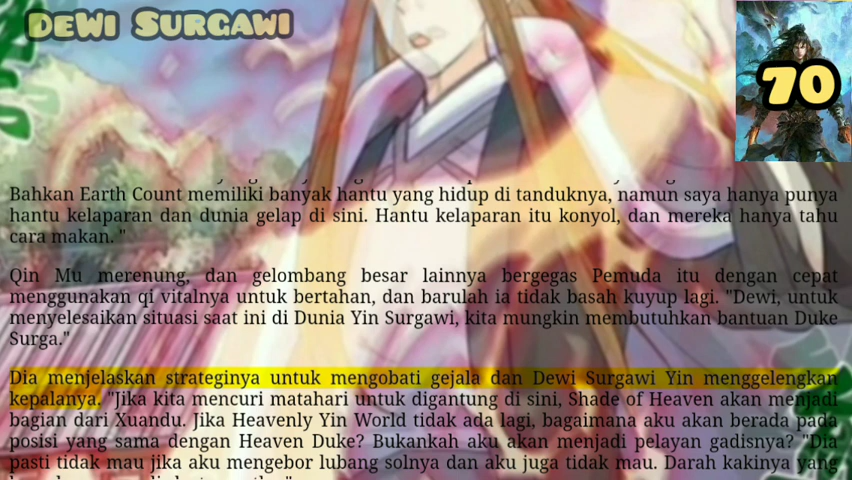 DEWI SURGAWI
70
Bahkan Earth Count memiliki banyak hantu yang hidup di tanduknya, namun saya hanya punya
hantu kelaparan dan dunia gelap di sini. Hantu kelaparan itu konyol, dan mereka hanya tahu
cara makan. "
Qin Mu merenung, dan gelombang besar lainnya bergegas Pemuda itu dengan cepat
menggunakan qi vitalnya untuk bertahan, dan barulah ia tidak basah kuyup lagi. "Dewi, untuk
menyelesaikan situasi saat ini di Dunia Yin Surgawi, kita mungkin membutuhkan bantuan Duke
Surga."
Dia menjelaskan strateginya untuk mengobati gejala dan Dewi Surgawi Yin menggelengkan
kepalanya. "Jika kita mencuri matahari untuk digantung di sini, Shade of Heaven akan menjadi
bagian dari Xuandu. Jika Heavenly Yin World tidak ada lagi, bagaimana aku akan berada pada
posisi yang sama dengan Heaven Duke? Bukankah aku akan menjadi pelayan gadisnya? "Dia
pasti tidak mau jika aku mengebor lubang solnya dan aku juga tidak mau. Darah kakinya yang